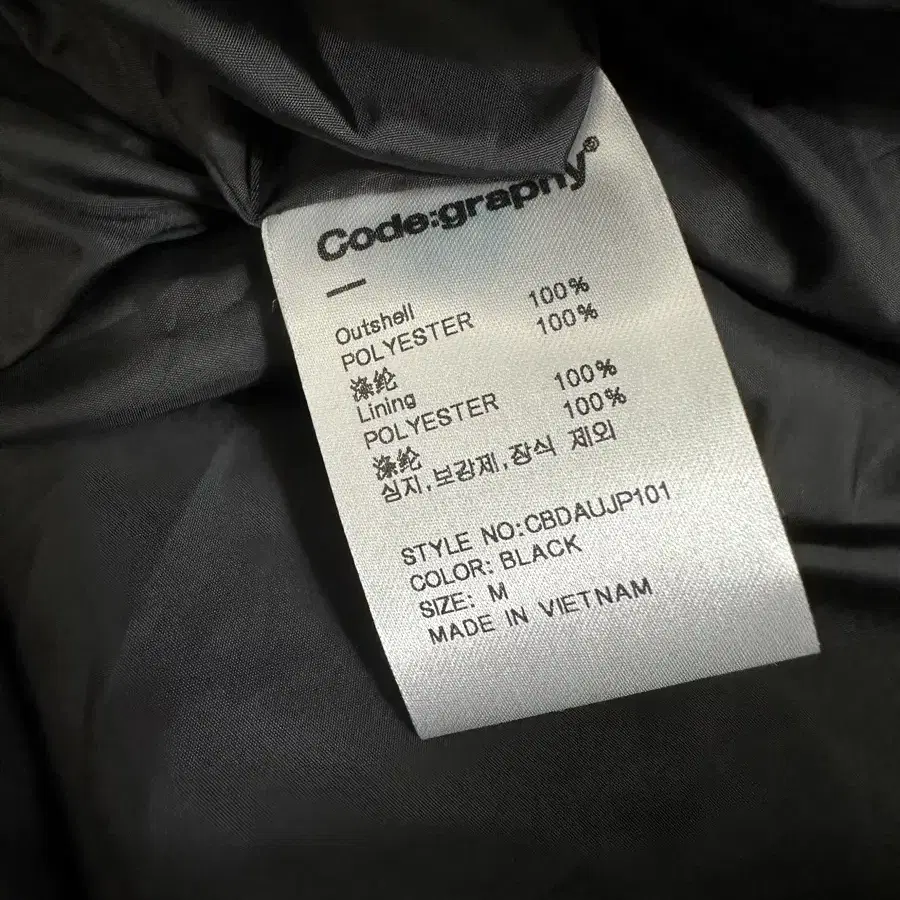 Code:graphy®
Outshell
POLYESTER 100%
涤纶 100%
Lining
POLYESTER 100%
涤纶 100%
심지,보강제,장식 제외
STYLE NO:CBDAUJP101
COLOR: BLACK
SIZE: M
MADE IN VIETNAM